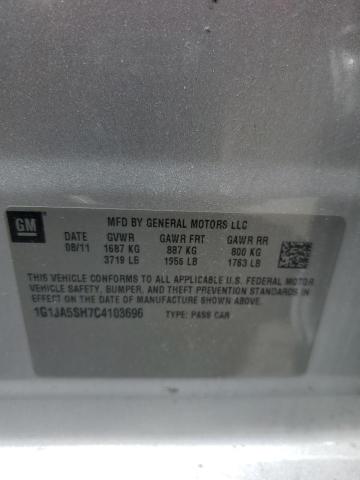 GM
MFD BY GENERAL MOTORS LLC
DATE GVWR GAWR FRT GAWR RR
08/11 1687 KG 887 KG 800 KG
3719 LB 1956 LB 1763 LB
THIS VEHICLE CONFORMS TO ALL APPLICABLE U.S. FEDERAL MOTOR
VEHICLE SAFETY, BUMPER, AND THEFT PREVENTION STANDARDS IN
EFFECT ON THE DATE OF MANUFACTURE SHOWN ABOVE.
1G1JA5SH7C4103696 TYPE: PASS CAR